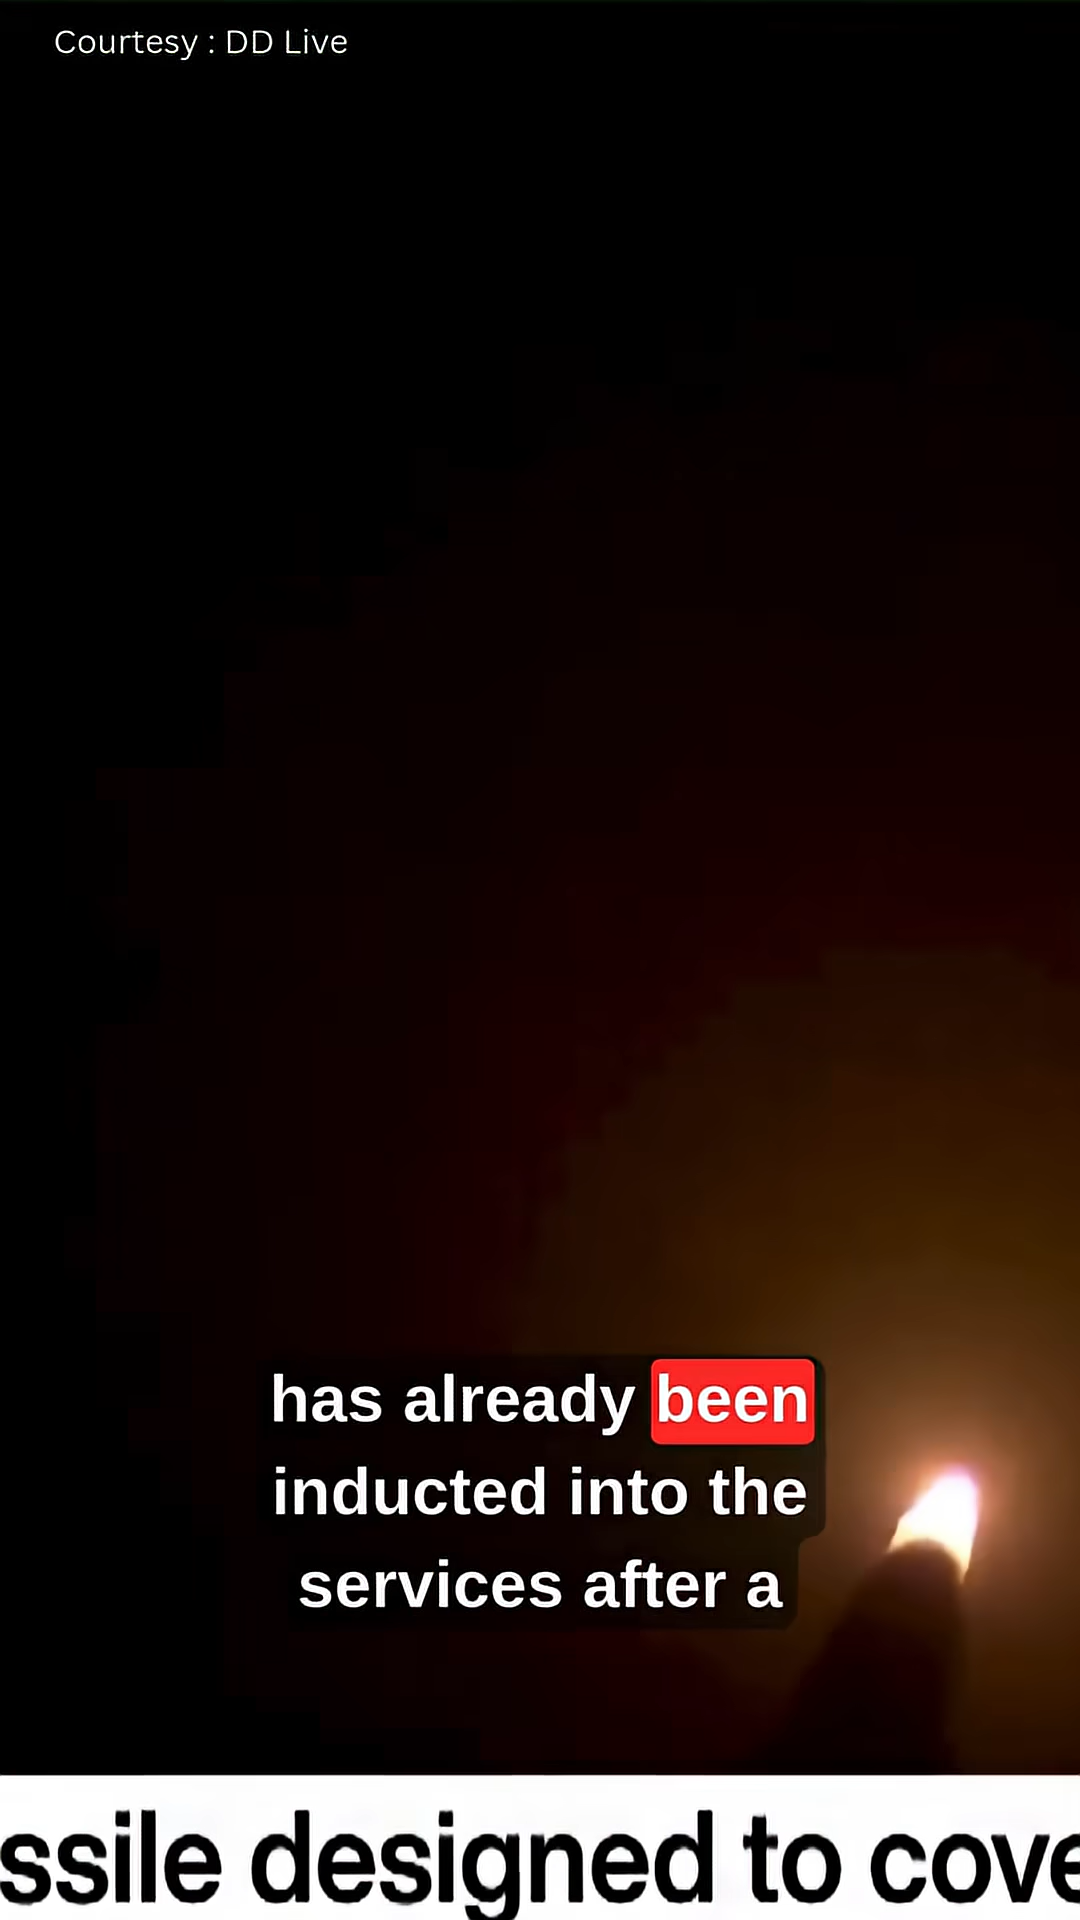 Courtesy : DD Live
has already been
inducted into the
services after a
ssile designed to cove